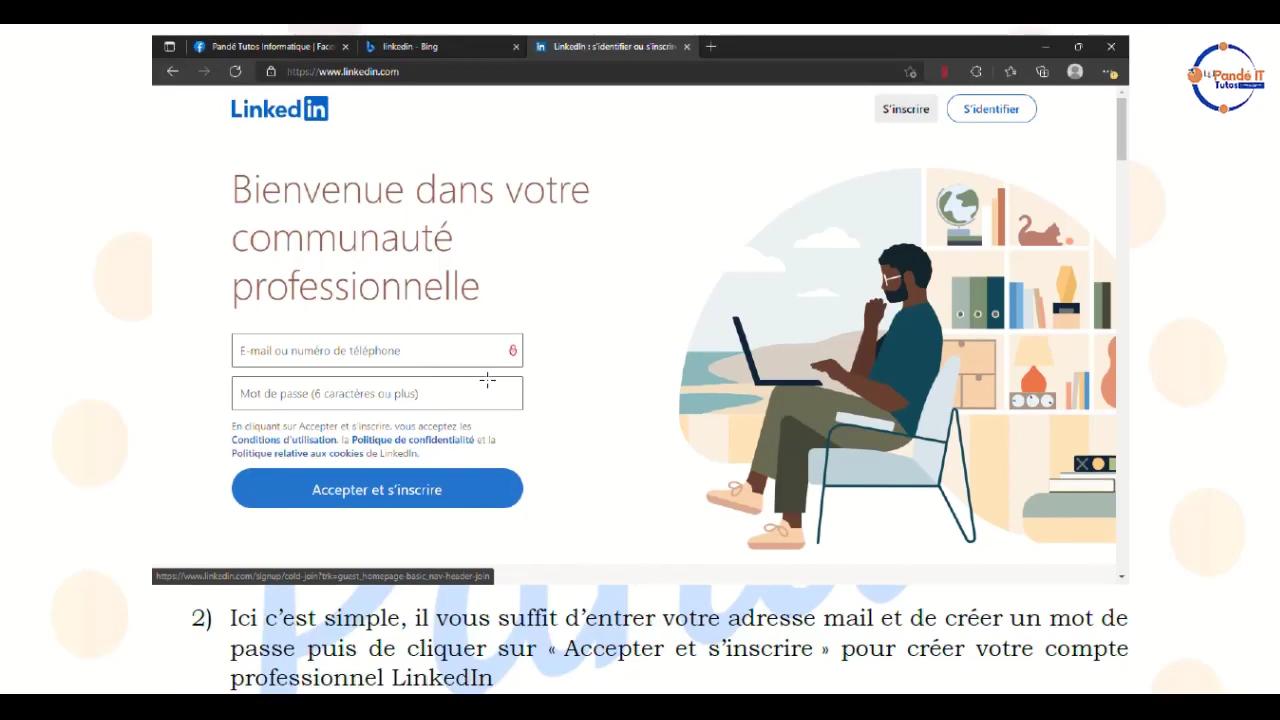 Pandé Tutos Informatique | Face
linkedin - Bing
LinkedIn : s'identifier ou s'inscrir
https://www.linkedin.com
Pandé IT
Tutos
LinkedIn
S'inscrire
S'identifier
Bienvenue dans votre
communauté
professionnelle
E-mail ou numéro de téléphone
Mot de passe (6 caractères ou plus)
En cliquant sur Accepter et s'inscrire, vous acceptez les
Conditions d'utilisation, la Politique de confidentialité et la
Politique relative aux cookies de LinkedIn.
Accepter et s'inscrire
https://www.linkedin.com/signup/cold-join?trk=guest_homepage-basic_nav-header-join
2) Ici c'est simple, il vous suffit d'entrer votre adresse mail et de créer un mot de
passe puis de cliquer sur « Accepter et s'inscrire » pour créer votre compte
professionnel LinkedIn